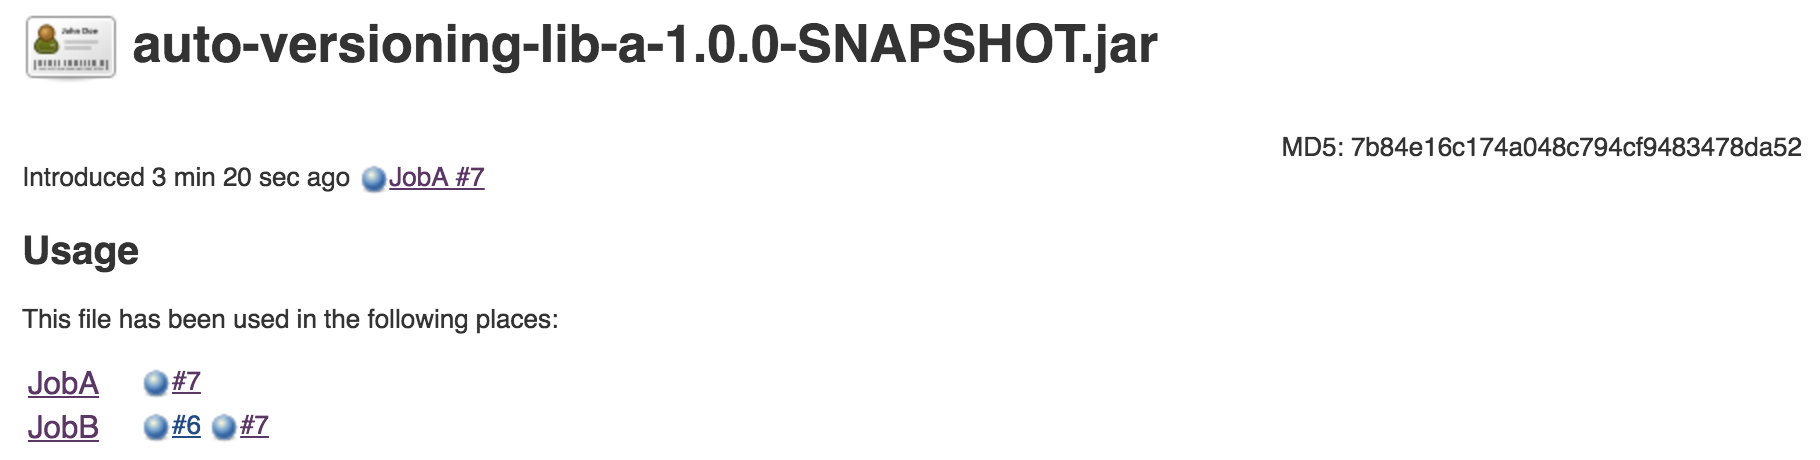 John Doe
auto-versioning-lib-a-1.0.0-SNAPSHOT.jar
MD5: 7b84e16c174a048c794cf9483478da52
Introduced 3 min 20 sec ago JobA #7
Usage
This file has been used in the following places:
JobA #7
JobB #6 #7